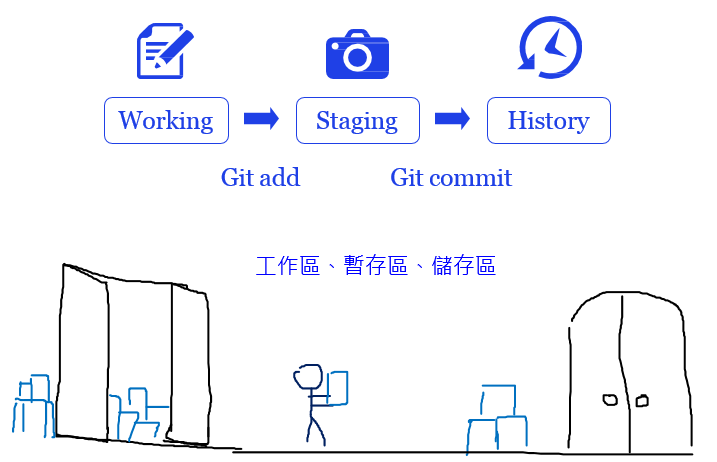 Working
Staging
History
Git add
Git commit
工作區、暫存區、儲存區